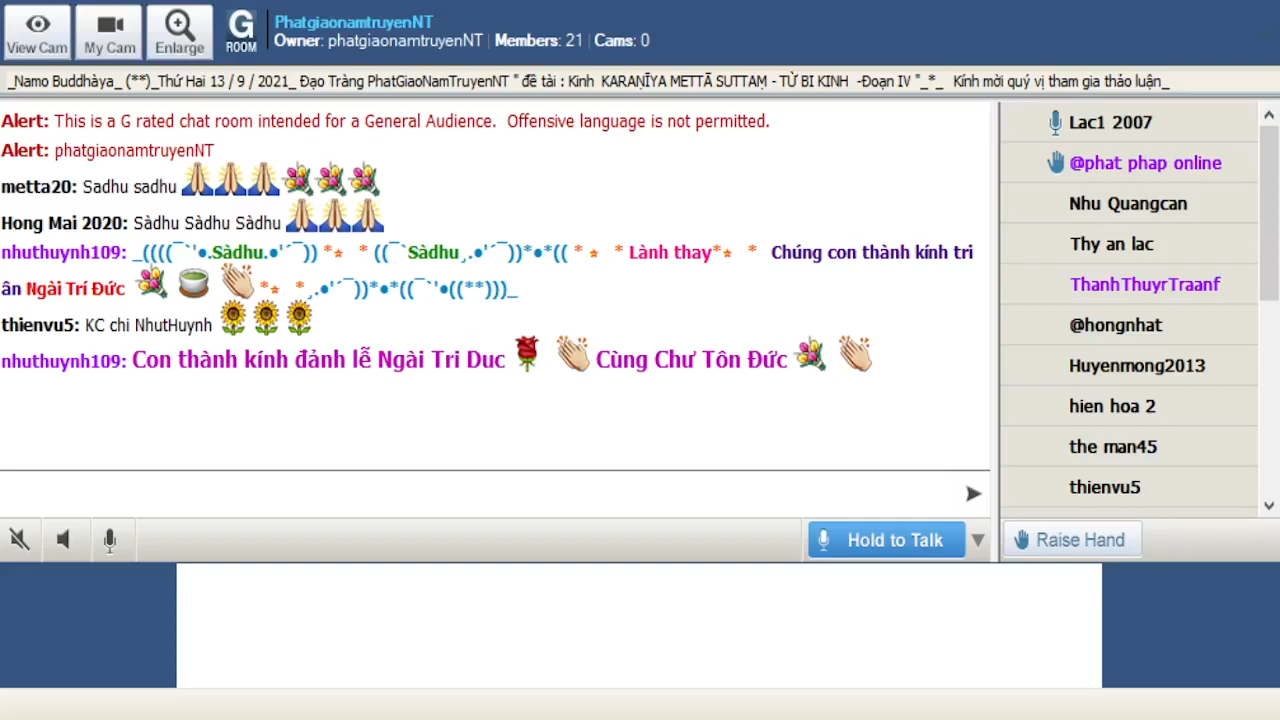 View Cam
My Cam
Enlarge
G
ROOM
PhatgiaonamtruyenNT
Owner: phatgiaonamtruyenNT | Members: 21 | Cams: 0
_Namo Buddhàya_ (**)_Thứ Hai 13 / 9 / 2021_ Đạo Tràng PhatGiaoNamTruyenNT " đề tài : Kinh KARAṆĪYA METTĀ SUTTAṂ - TỪ BI KINH -Đoạn IV "_*_ Kính mời quý vị tham gia thảo luận_
Alert: This is a G rated chat room intended for a General Audience. Offensive language is not permitted.
Alert: phatgiaonamtruyenNT
metta20: Sadhu sadhu 🙏🙏🙏💐💐💐
Hong Mai 2020: Sàdhu Sàdhu Sàdhu 🙏🙏🙏
nhuthuynh109: _((((¯`'●.Sàdhu.●'´¯)) *⭒ * ((¯`Sàdhu¸.●'´¯))*●*(( * ⭒ * Lành thay*⭒ * Chúng con thành kính tri
ân Ngài Trí Đức 💐 🍵 👏 *⭒ *¸.●'´¯))*●*((¯`'●((**)))_
thienvu5: KC chi NhutHuynh 🌻🌻🌻
nhuthuynh109: Con thành kính đảnh lễ Ngài Tri Duc 🌹 👏 Cùng Chư Tôn Đức 💐 👏
Lac1 2007
@phat phap online
Nhu Quangcan
Thy an lac
ThanhThuyrTraanf
@hongnhat
Huyenmong2013
hien hoa 2
the man45
thienvu5
Hold to Talk
Raise Hand